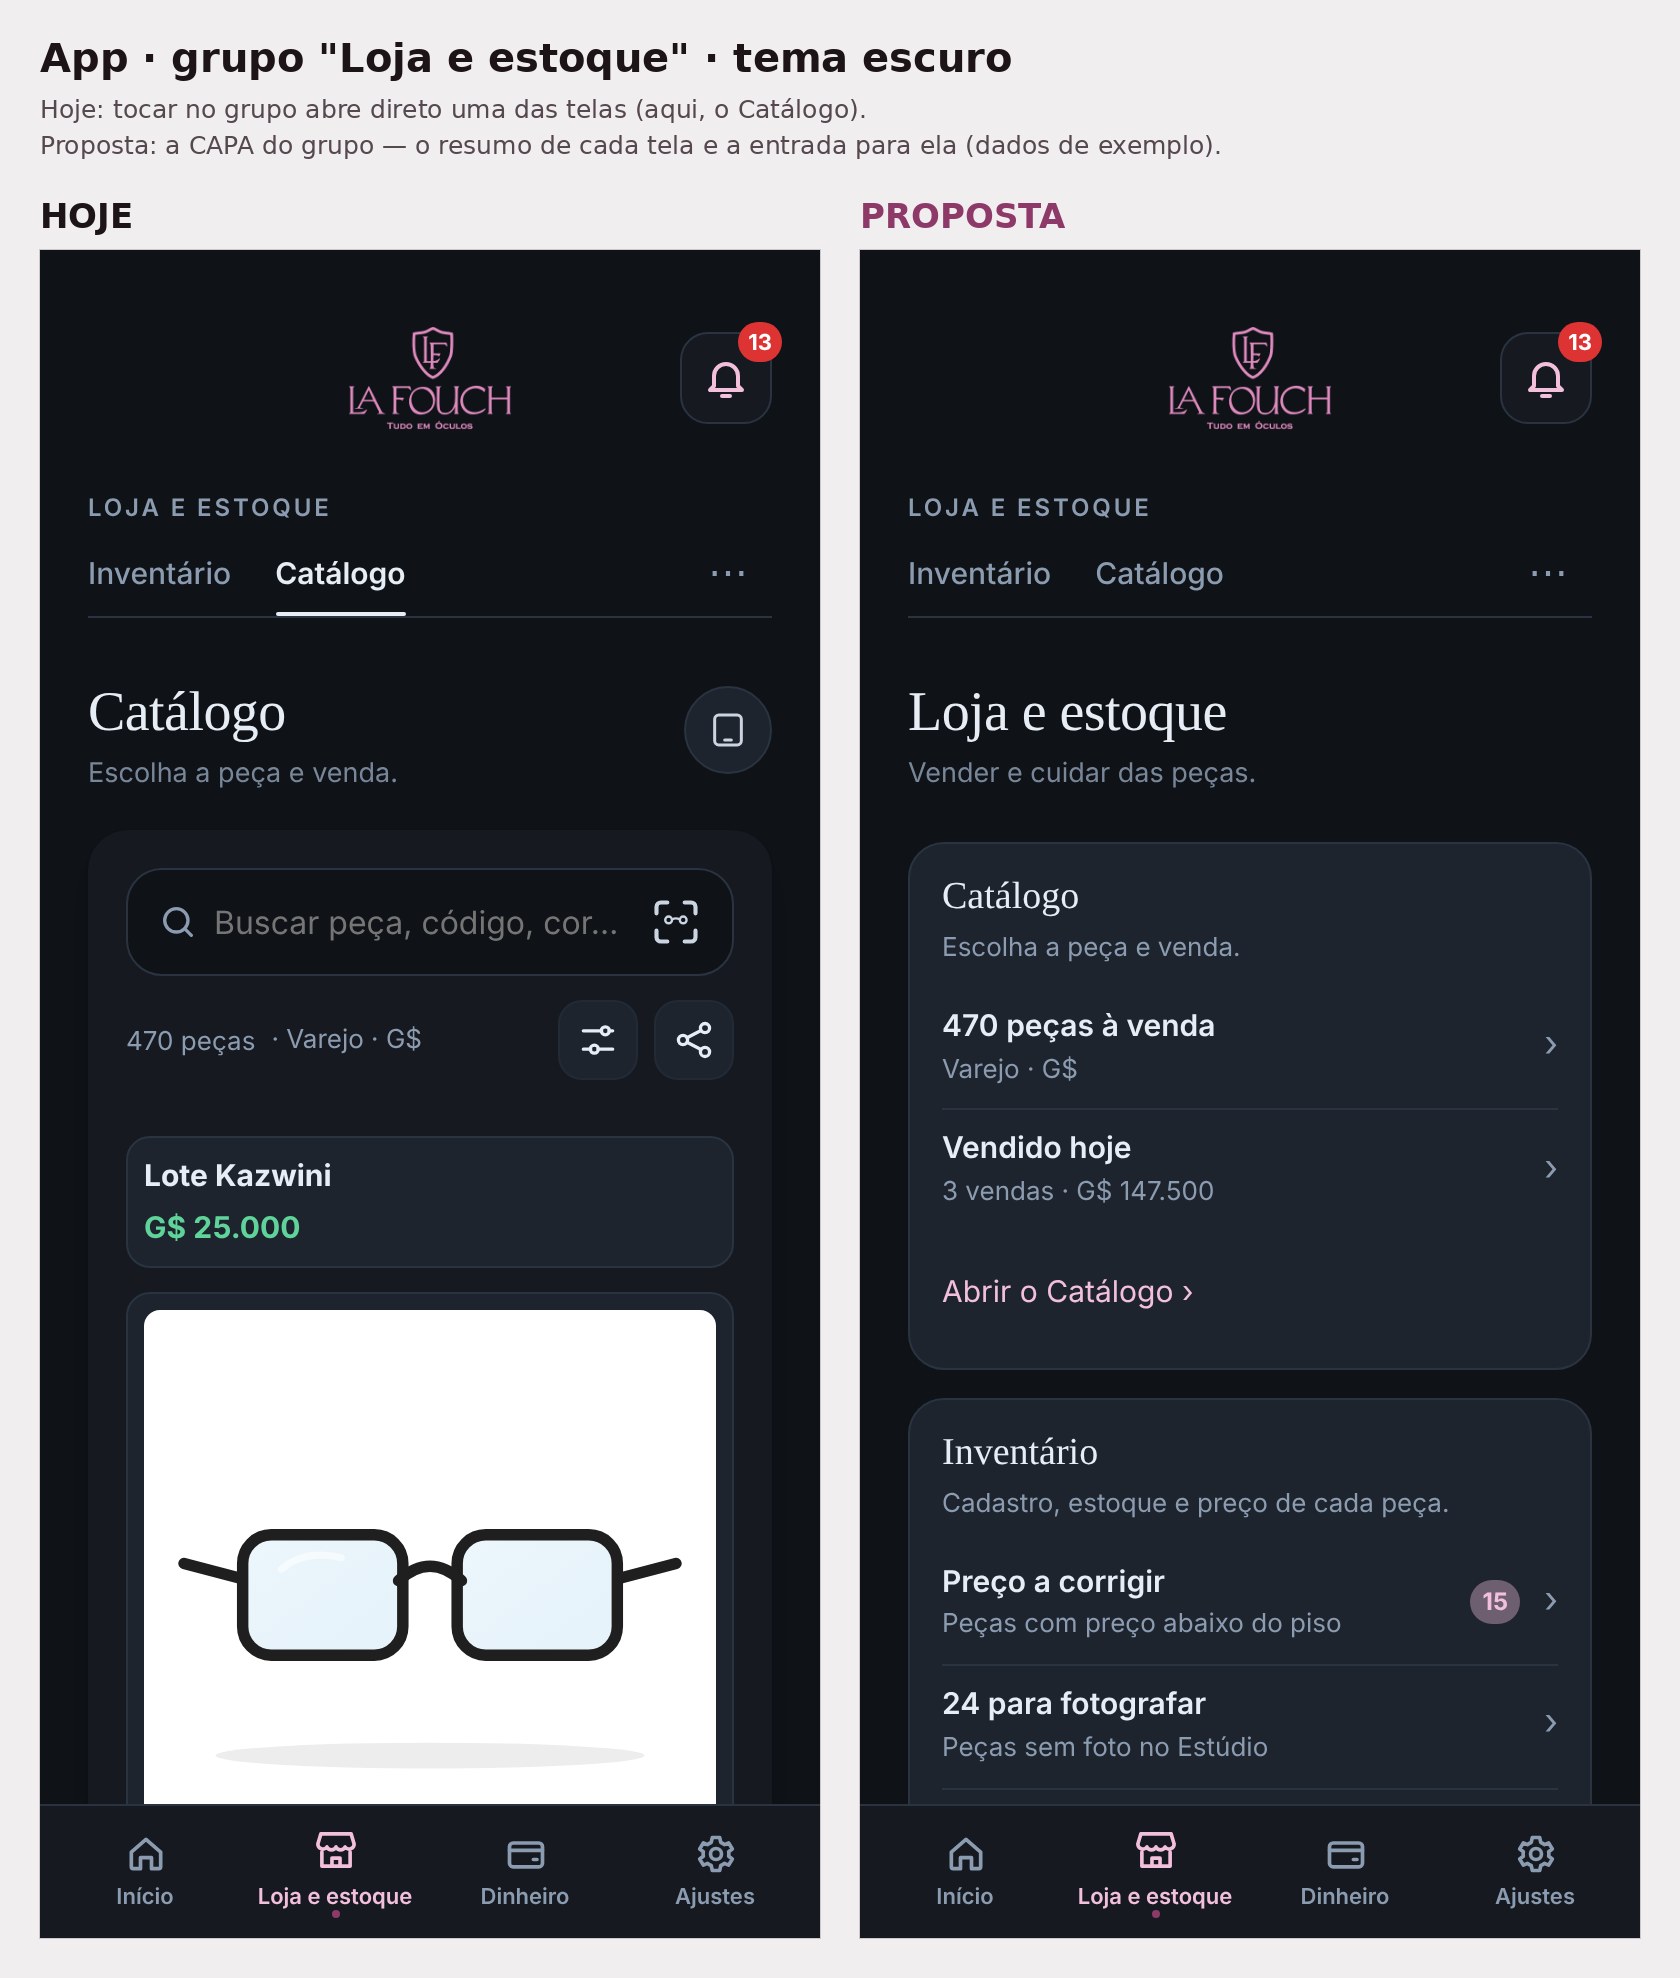 App · grupo "Loja e estoque" · tema escuro
Hoje: tocar no grupo abre direto uma das telas (aqui, o Catálogo).
Proposta: a CAPA do grupo — o resumo de cada tela e a entrada para ela (dados de exemplo).
HOJE
13
LF
LA FOUCH
TUDO EM ÓCULOS
LOJA E ESTOQUE
Inventário Catálogo ···
Catálogo
Escolha a peça e venda.
Buscar peça, código, cor...
470 peças · Varejo · G$
Lote Kazwini
G$ 25.000
Início Loja e estoque Dinheiro Ajustes
PROPOSTA
13
LF
LA FOUCH
TUDO EM ÓCULOS
LOJA E ESTOQUE
Inventário Catálogo ···
Loja e estoque
Vender e cuidar das peças.
Catálogo
Escolha a peça e venda.
470 peças à venda
Varejo · G$
›
Vendido hoje
3 vendas · G$ 147.500
›
Abrir o Catálogo ›
Inventário
Cadastro, estoque e preço de cada peça.
Preço a corrigir
Peças com preço abaixo do piso
15 ›
24 para fotografar
Peças sem foto no Estúdio
›
Início Loja e estoque Dinheiro Ajustes